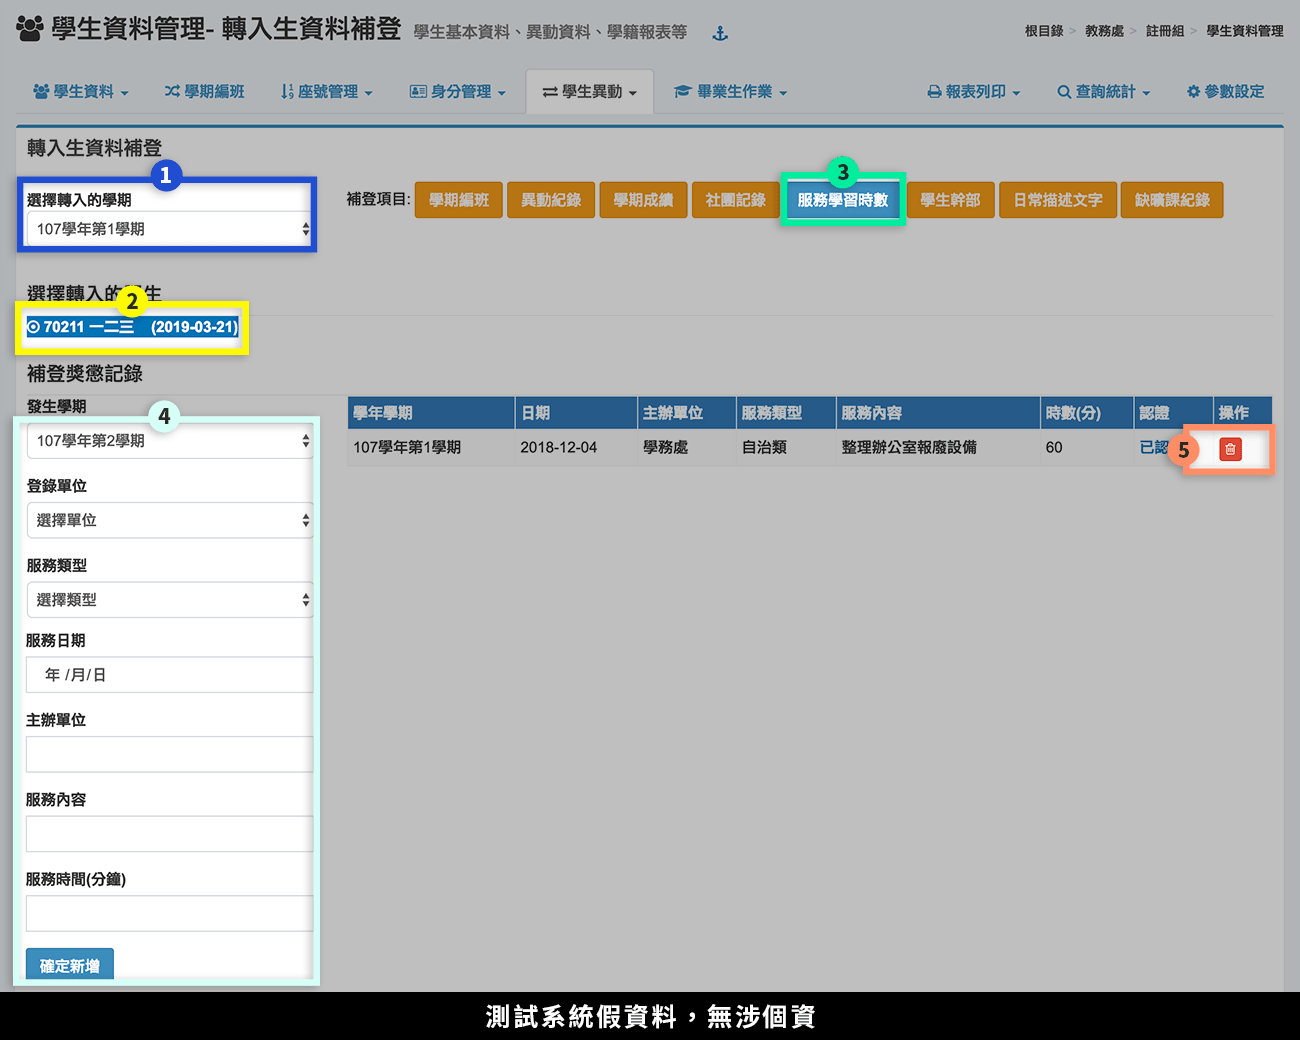 學生資料管理- 轉入生資料補登 學生基本資料、異動資料、學籍報表等
根目錄 > 教務處 > 註冊組 > 學生資料管理
學生資料 學期編班 座號管理 身分管理 學生異動 畢業生作業 報表列印 查詢統計 參數設定
轉入生資料補登
1
3
選擇轉入的學期
107學年第1學期
補登項目: 學期編班 異動紀錄 學期成績 社團記錄 服務學習時數 學生幹部 日常描述文字 缺曠課紀錄
選擇轉入的 生
2
70211 一二三 (2019-03-21)
補登獎懲記錄
發生學期
4
107學年第2學期
登錄單位
選擇單位
服務類型
選擇類型
服務日期
年 /月/日
主辦單位
服務內容
服務時間(分鐘)
確定新增
學年學期 日期 主辦單位 服務類型 服務內容 時數(分) 認證 操作
107學年第1學期 2018-12-04 學務處 自治類 整理辦公室報廢設備 60 已認
5
測試系統假資料，無涉個資